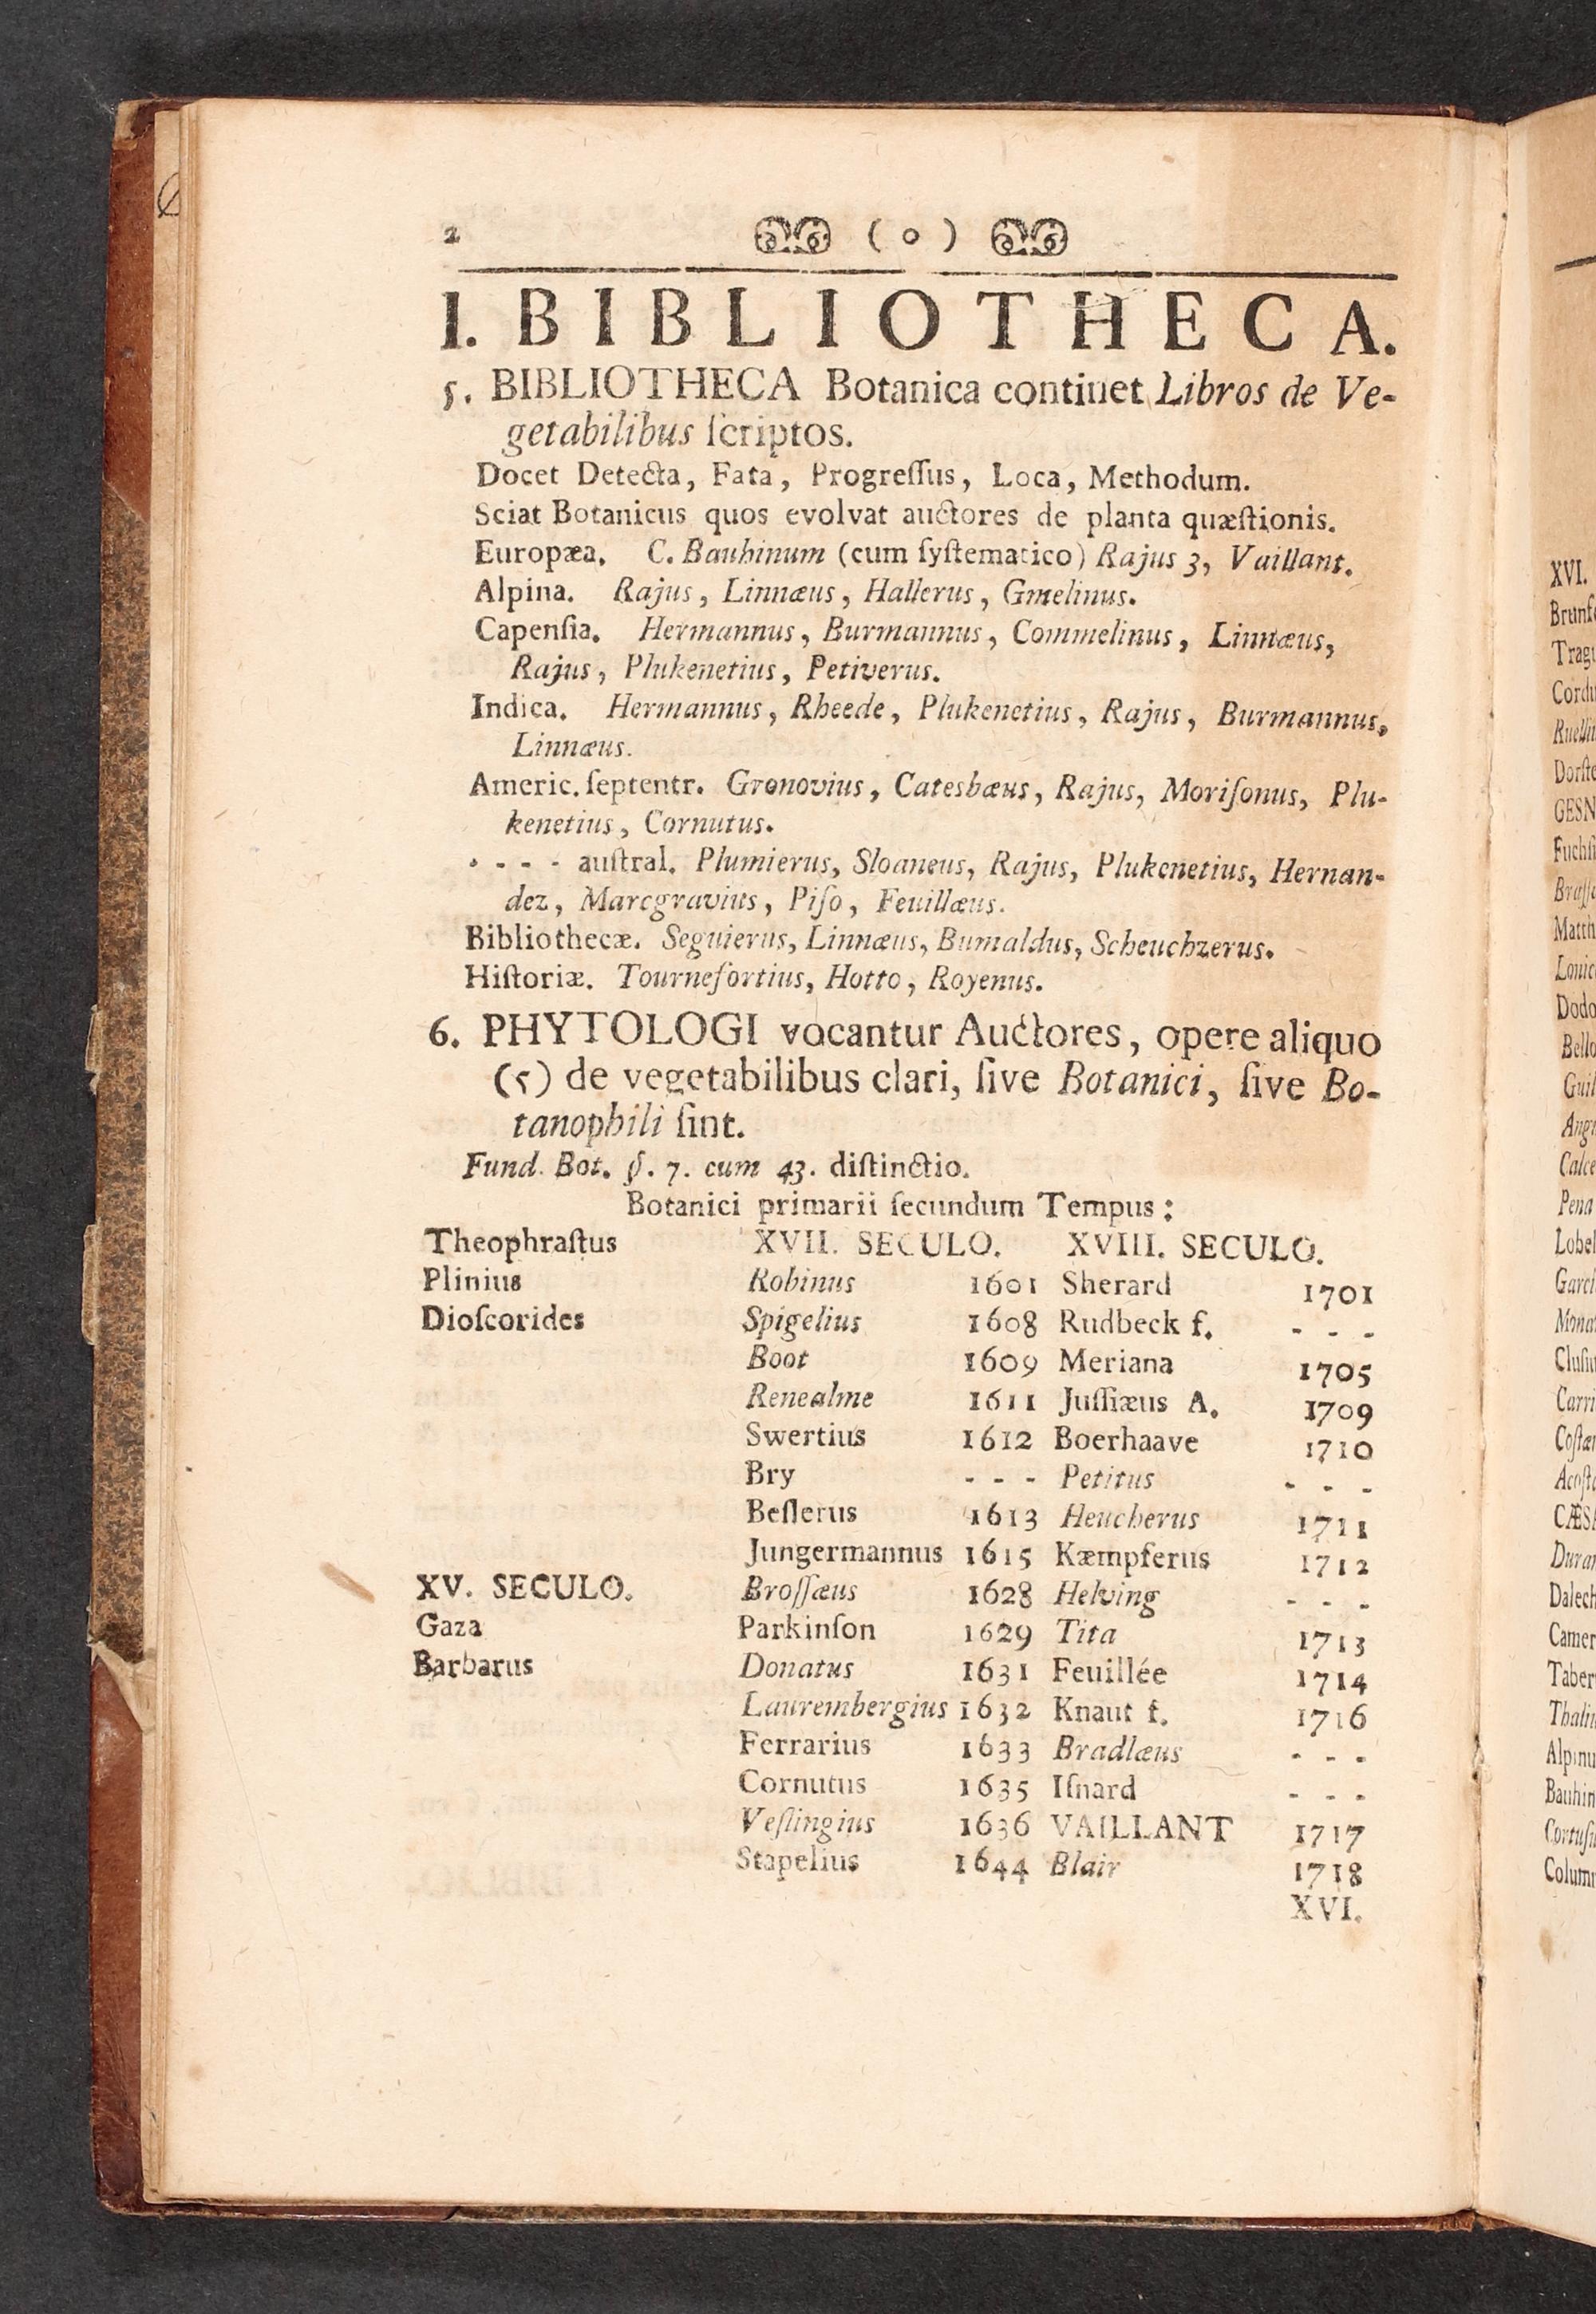 2 ( o )
I. BIBLIOTHECA.
5. BIBLIOTHECA Botanica continet Libros de Ve-
getabilibus ſcriptos.
Docet Detecta, Fata, Progreſſus, Loca, Methodum.
Sciat Botanicus quos evolvat auctores de planta quæſtionis.
Europæa. C. Bauhinum (cum ſyſtematico) Rajus 3, Vaillant.
Alpina. Rajus, Linnæus, Hallerus, Gmelinus.
Capenſia. Hermannus, Burmannus, Commelinus, Linnæus,
Rajus, Plukenetius, Petiverus.
Indica. Hermannus, Rheede, Plukenetius, Rajus, Burmannus,
Linnæus.
Americ. ſeptentr. Gronovius, Catesbæus, Rajus, Moriſonus, Plu-
kenetius, Cornutus.
- - - - auſtral. Plumierus, Sloaneus, Rajus, Plukenetius, Hernan-
dez, Marcgravius, Piſo, Feuillæus.
Bibliothecæ. Seguierus, Linnæus, Bumaldus, Scheuchzerus.
Hiſtoriæ. Tournefortius, Hotto, Royenus.
6. PHYTOLOGI vocantur Auctores, opere aliquo
(5) de vegetabilibus clari, ſive Botanici, ſive Bo-
tanophili ſint.
Fund. Bot. §. 7. cum 43. diſtinctio.
Botanici primarii ſecundum Tempus:
Theophraſtus XVII. SECULO. XVIII. SECULO.
Plinius Robinus 1601 Sherard 1701
Dioſcorides Spigelius 1608 Rudbeck f. - - -
Boot 1609 Meriana 1705
Renealme 1611 Juſſiæus A. 1709
Swertius 1612 Boerhaave 1710
Bry - - - Petitus - - -
Beſlerus 1613 Heucherus 1711
Jungermannus 1615 Kæmpferus 1712
XV. SECULO. Broſſæus 1628 Helving - - -
Gaza Parkinſon 1629 Tita 1713
Barbarus Donatus 1631 Feuillée 1714
Laurembergius 1632 Knaut f. 1716
Ferrarius 1633 Bradlæus - - -
Cornutus 1635 Iſnard - - -
Veſlingius 1636 VAILLANT 1717
Stapelius 1644 Blair 1718
XVI.
XVI.